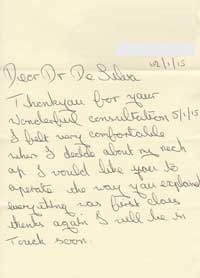 02/1/15
Dear Dr De Silva
Thankyou for your
wonderful consultation 5/1/15
I felt very comfortable
when I decide about my neck
op. I would like you to
operate the way you explained
everything was first class
thanks again I will be in
Touch soon.